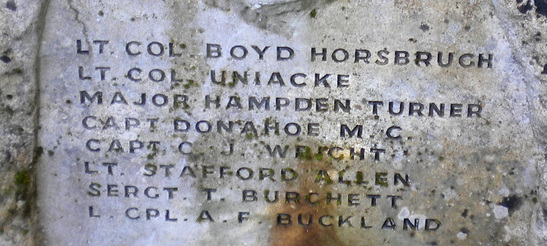 LT. COL BOYD HORSBRUGH
LT. COL. UNIACKE
MAJOR HAMPDEN TURNER
CAPT DONAHOE M.C.
CAPT. C. J. WRIGHT
LT. STAFFORD ALLEN
SERGT. T. BURCHETT
L. CPL. A. F. BUCKLAND